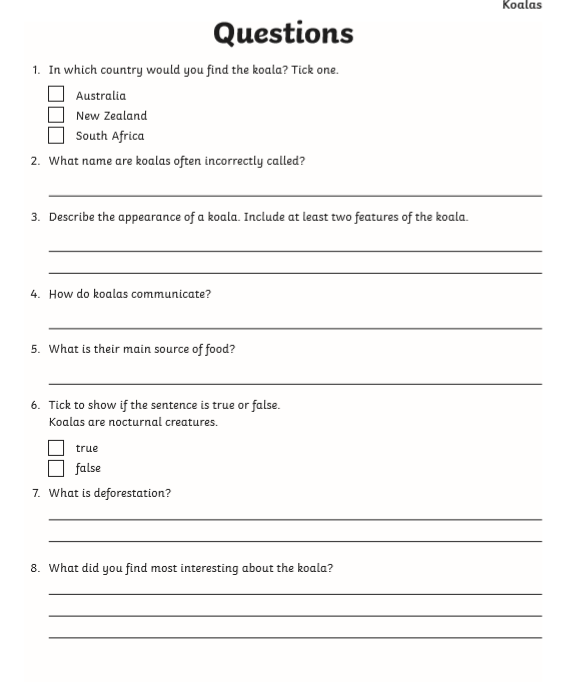 Koalas
Questions
1. In which country would you find the koala? Tick one.
Australia
New Zealand
South Africa
2. What name are koalas often incorrectly called?
3. Describe the appearance of a koala. Include at least two features of the koala.
4. How do koalas communicate?
5. What is their main source of food?
6. Tick to show if the sentence is true or false.
Koalas are nocturnal creatures.
true
false
7. What is deforestation?
8. What did you find most interesting about the koala?